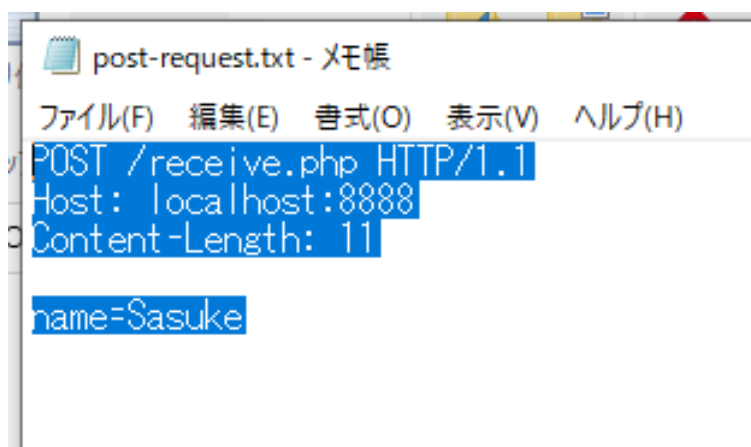 post-request.txt - メモ帳
ファイル(F) 編集(E) 書式(O) 表示(V) ヘルプ(H)
POST /receive.php HTTP/1.1
Host: localhost:8888
Content-Length: 11
name=Sasuke